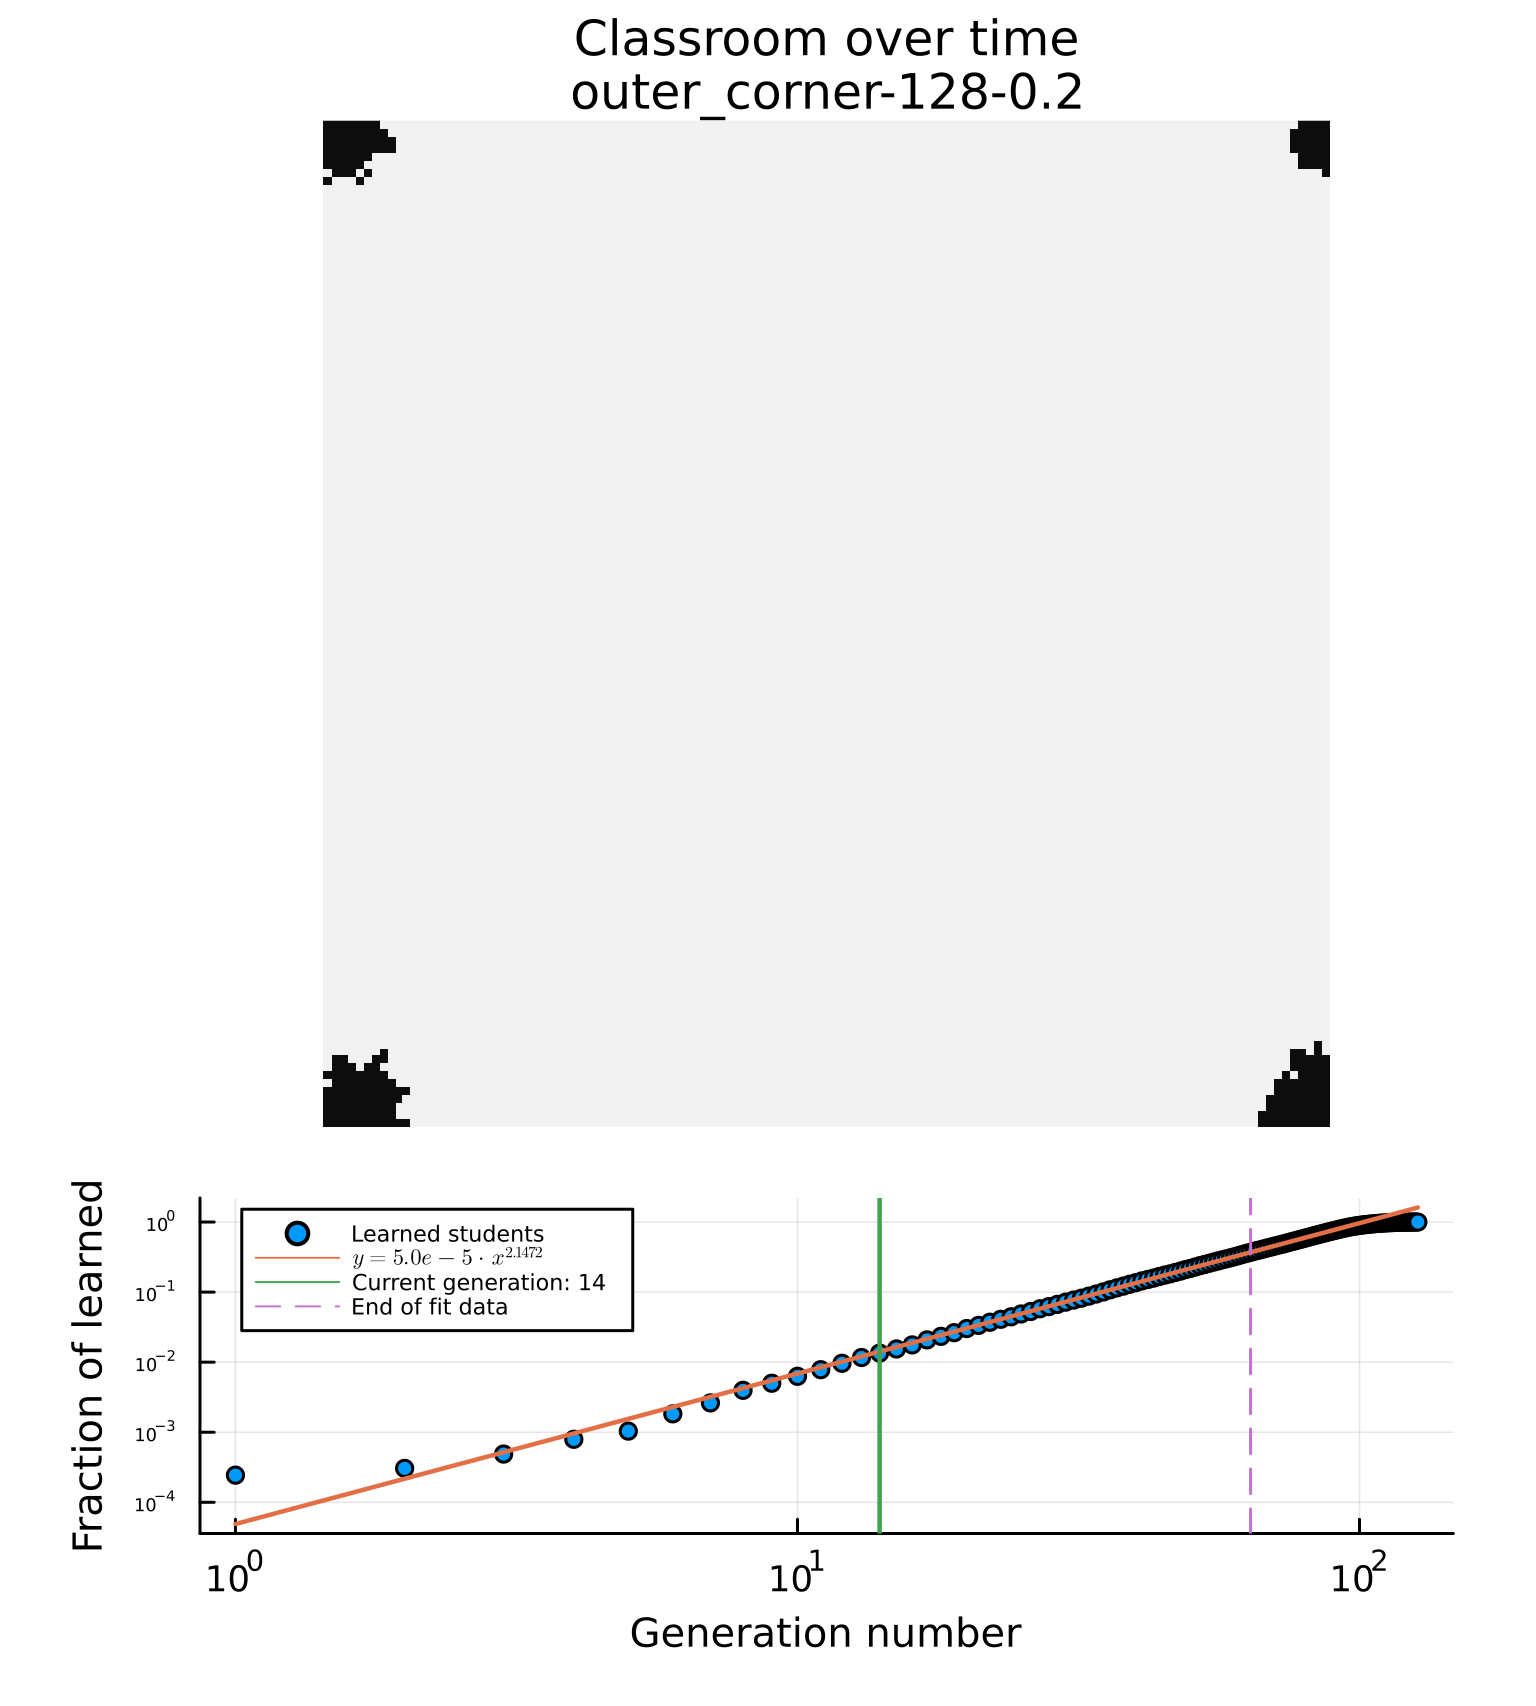 Classroom over time
outer_corner-128-0.2
Fraction of learned
10^0
10^-1
10^-2
10^-3
10^-4
Learned students
y = 5.0e − 5 · x^2.1472
Current generation: 14
End of fit data
10^0 10^1 10^2
Generation number